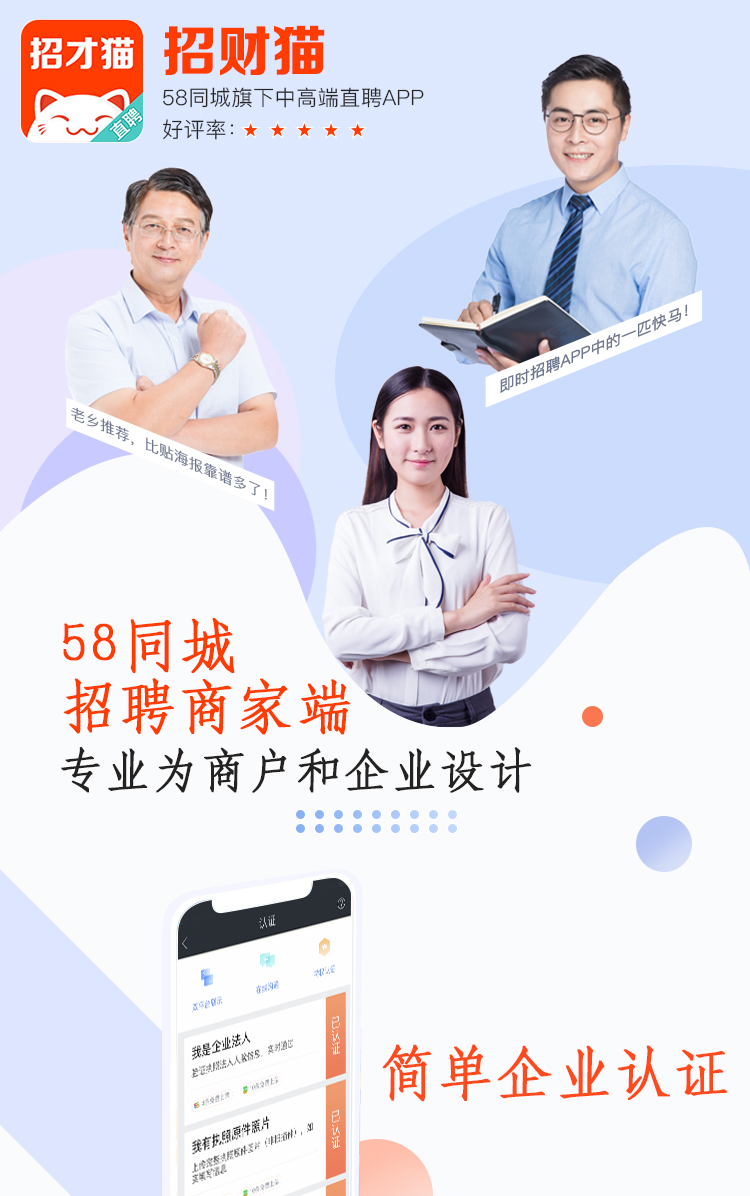 招才猫
直聘
招财猫
58同城旗下中高端直聘APP
好评率:
老乡推荐，比贴海报靠谱多了!
即时招聘APP中的一匹快马!
58同城
招聘商家端
专业为商户和企业设计
认证
在线沟通
我是企业法人
已认证
我有执照原件照片
已认证
简单企业认证